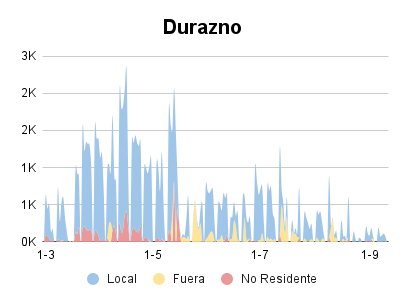 Durazno
3K
2K
2K
1K
1K
0K
1-3 1-5 1-7 1-9
Local Fuera No Residente